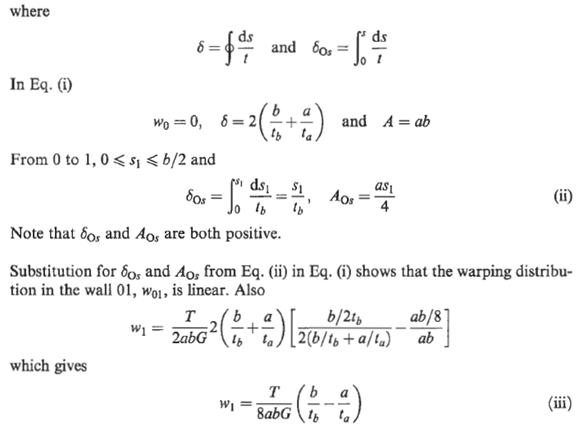 where
δ = ∮ ds/t and δ_Os = ∫_0^s ds/t
In Eq. (i)
w_0 = 0, δ = 2(b/t_b + a/t_a) and A = ab
From 0 to 1, 0 ⩽ s_1 ⩽ b/2 and
δ_Os = ∫_0^{s_1} ds_1/t_b = s_1/t_b, A_Os = as_1/4 (ii)
Note that δ_Os and A_Os are both positive.
Substitution for δ_Os and A_Os from Eq. (ii) in Eq. (i) shows that the warping distribu-
tion in the wall 01, w_01, is linear. Also
w_1 = T/2abG 2(b/t_b + a/t_a)[b/2t_b / 2(b/t_b + a/t_a) − ab/8 / ab]
which gives
w_1 = T/8abG (b/t_b − a/t_a) (iii)